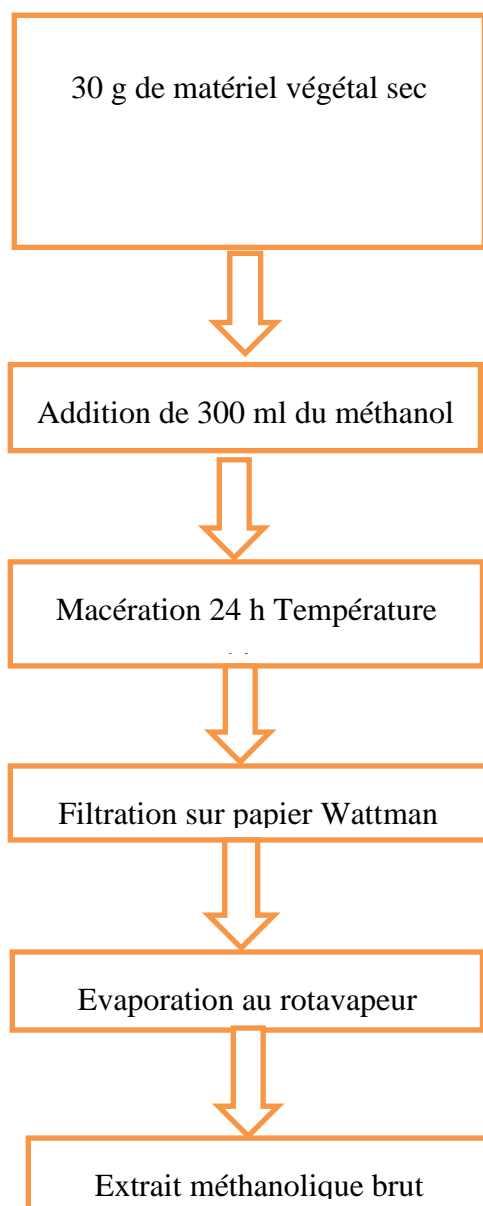 30 g de matériel végétal sec
Addition de 300 ml du méthanol
Macération 24 h Température
Filtration sur papier Wattman
Evaporation au rotavapeur
Extrait méthanolique brut